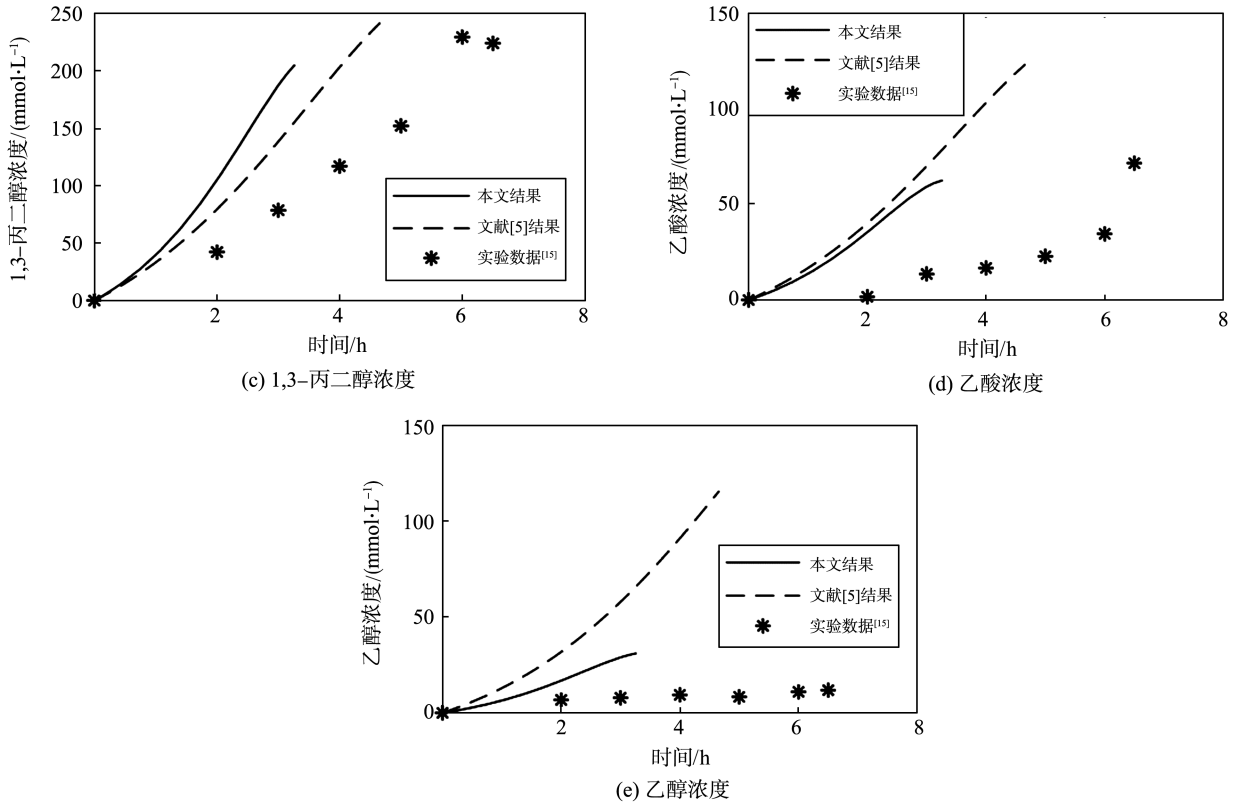 250
200
150
100
50
0
2
4
6
8
1,3–丙二醇浓度/(mmol·L⁻¹)
时间/h
本文结果
文献[5]结果
实验数据[15]
(c) 1,3–丙二醇浓度
150
100
50
0
2
4
6
8
乙酸浓度/(mmol·L⁻¹)
时间/h
本文结果
文献[5]结果
实验数据[15]
(d) 乙酸浓度
150
100
50
0
2
4
6
8
乙醇浓度/(mmol·L⁻¹)
时间/h
本文结果
文献[5]结果
实验数据[15]
(e) 乙醇浓度